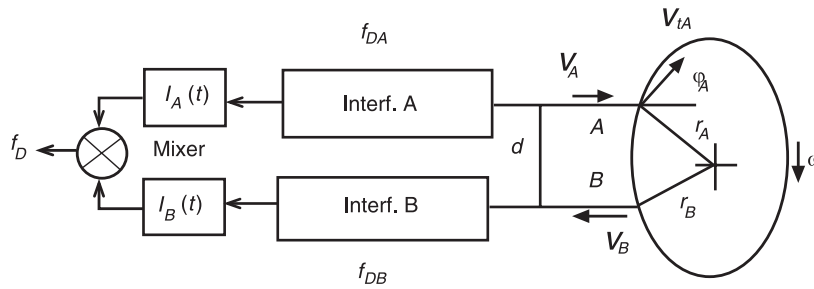 f_DA
V_tA
I_A (t)
Interf. A
V_A
φ_A
A
r_A
f_D
Mixer
d
B
ω
I_B (t)
Interf. B
r_B
V_B
f_DB